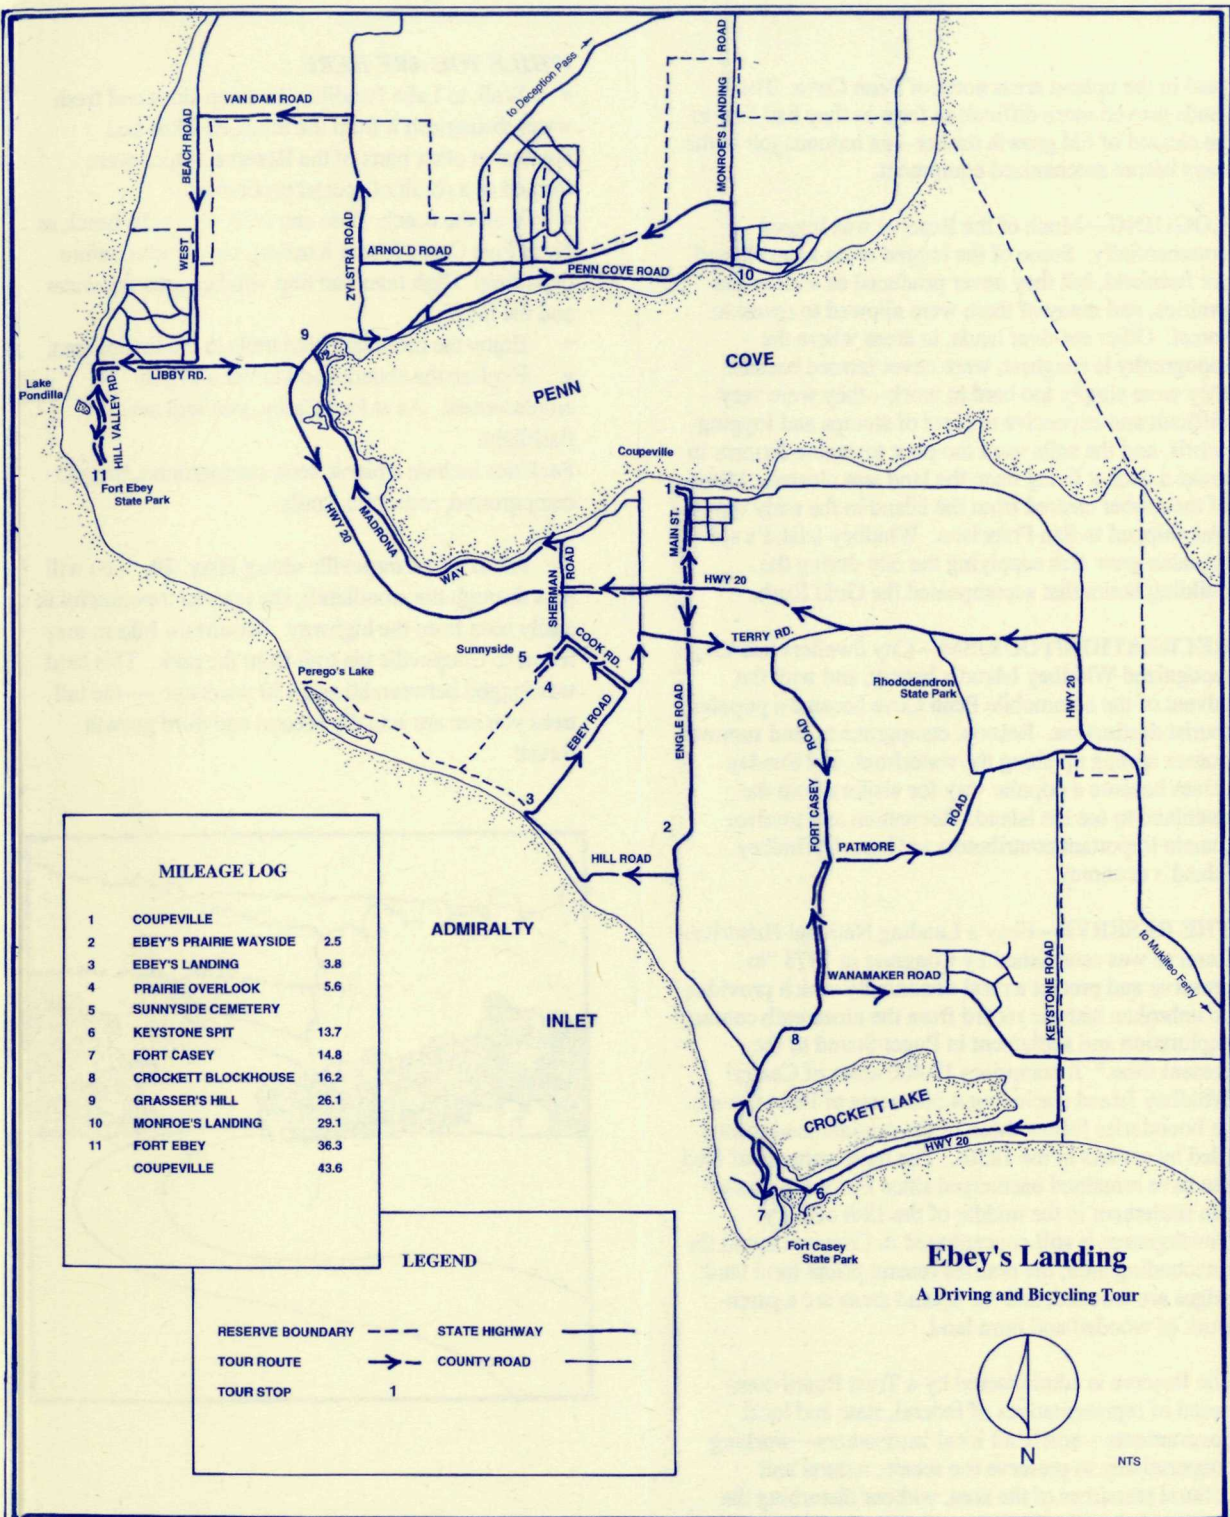 ROAD
to Deception Pass
VAN DAM ROAD
BEACH ROAD
MONROE'S LANDING
WEST
ZYLSTRA ROAD
ARNOLD ROAD
PENN COVE ROAD
10
9
LIBBY RD.
COVE
PENN
Lake
Pondilla
HILL VALLEY RD.
11
Fort Ebey
State Park
Coupeville
1
MAIN ST.
HWY 20
MADRONA
WAY
SHERMAN
ROAD
HWY 20
TERRY RD.
COOK RD.
Sunnyside
5
Perego's Lake
Rhododendron
State Park
HWY 20
EBEY ROAD
ENGLE ROAD
ROAD
3
2
FORT CASEY
ROAD
HILL ROAD
PATMORE
MILEAGE LOG
1 COUPEVILLE
2 EBEY'S PRAIRIE WAYSIDE 2.5
3 EBEY'S LANDING 3.8
4 PRAIRIE OVERLOOK 5.6
5 SUNNYSIDE CEMETERY
6 KEYSTONE SPIT 13.7
7 FORT CASEY 14.8
8 CROCKETT BLOCKHOUSE 16.2
9 GRASSER'S HILL 26.1
10 MONROE'S LANDING 29.1
11 FORT EBEY 36.3
COUPEVILLE 43.6
ADMIRALTY
INLET
WANAMAKER ROAD
KEYSTONE ROAD
to Mukilteo Ferry
8
CROCKETT LAKE
HWY 20
6
7
Fort Casey
State Park
LEGEND
RESERVE BOUNDARY
STATE HIGHWAY
TOUR ROUTE
COUNTY ROAD
TOUR STOP 1
Ebey's Landing
A Driving and Bicycling Tour
N
NTS